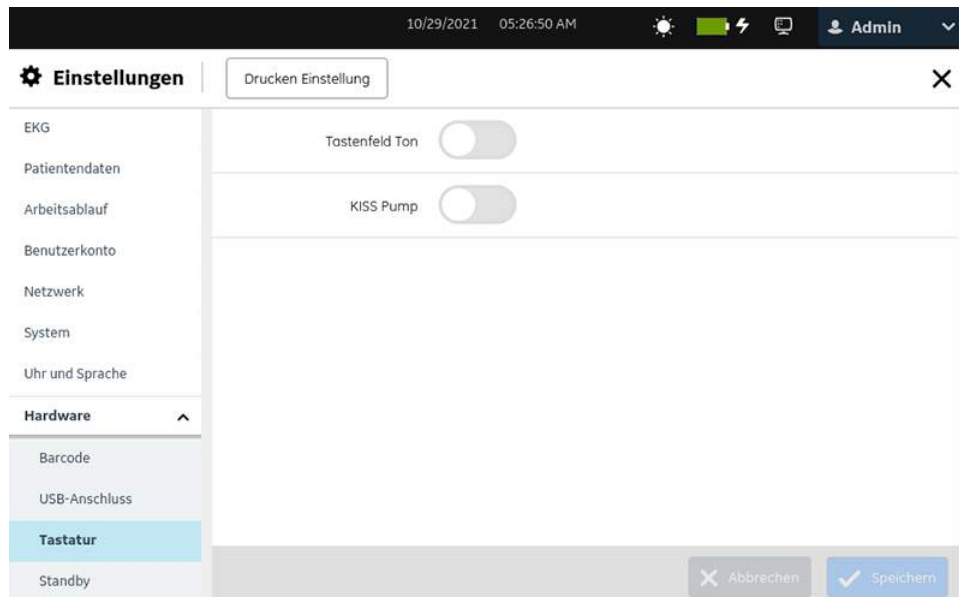 10/29/2021 05:26:50 AM Admin
Einstellungen Drucken Einstellung
EKG
Patientendaten
Arbeitsablauf
Benutzerkonto
Netzwerk
System
Uhr und Sprache
Hardware
Barcode
USB-Anschluss
Tastatur
Standby
Tastenfeld Ton
KISS Pump
Abbrechen Speichern